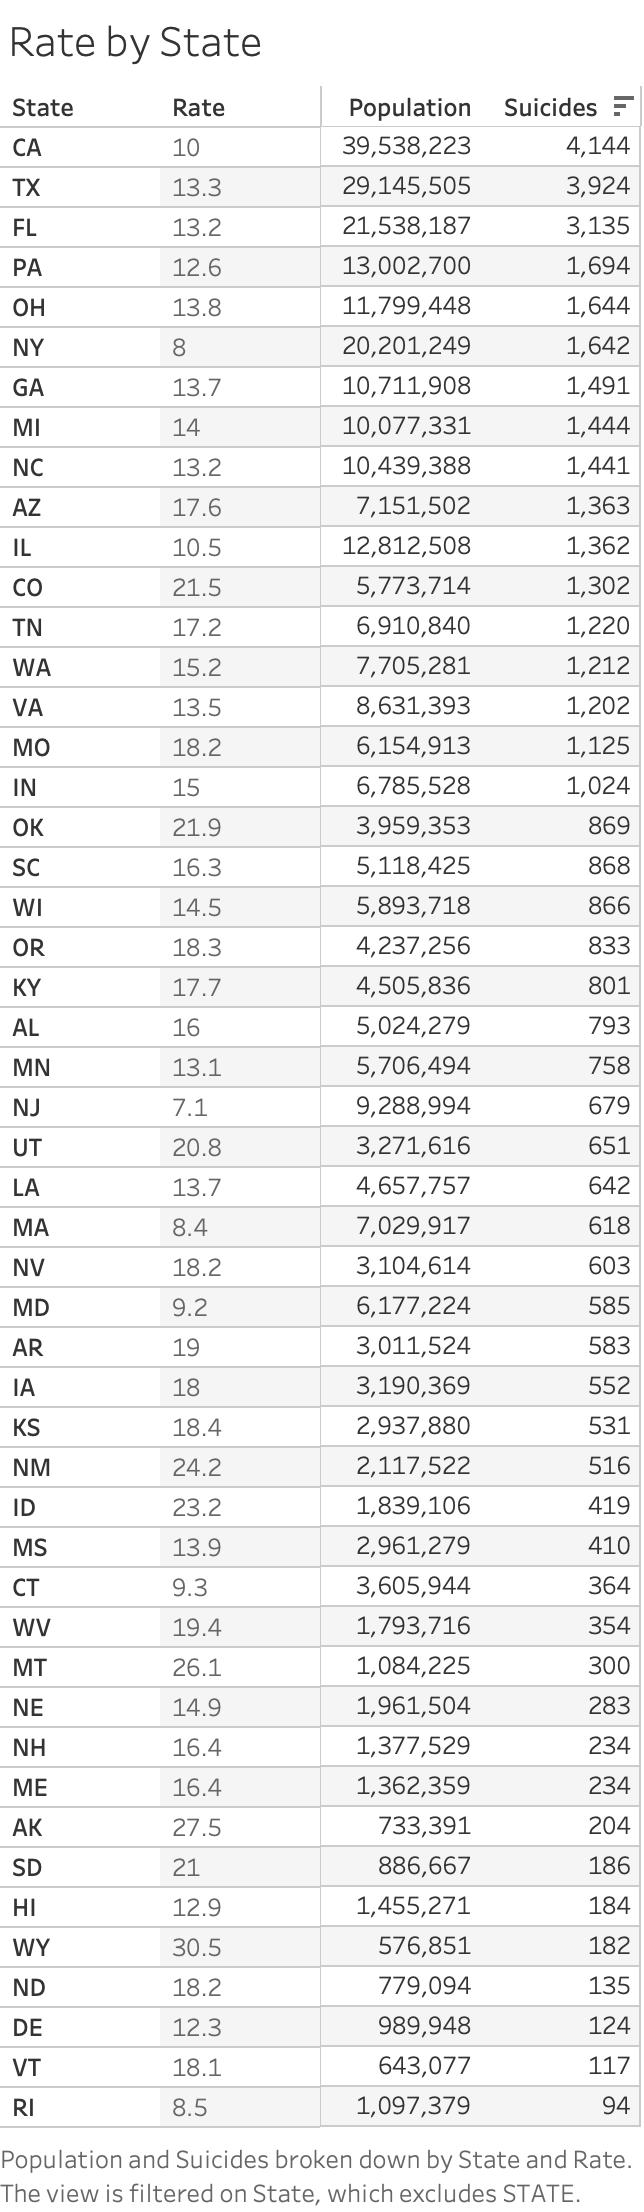 Rate by State
State Rate Population Suicides
CA 10 39,538,223 4,144
TX 13.3 29,145,505 3,924
FL 13.2 21,538,187 3,135
PA 12.6 13,002,700 1,694
OH 13.8 11,799,448 1,644
NY 8 20,201,249 1,642
GA 13.7 10,711,908 1,491
MI 14 10,077,331 1,444
NC 13.2 10,439,388 1,441
AZ 17.6 7,151,502 1,363
IL 10.5 12,812,508 1,362
CO 21.5 5,773,714 1,302
TN 17.2 6,910,840 1,220
WA 15.2 7,705,281 1,212
VA 13.5 8,631,393 1,202
MO 18.2 6,154,913 1,125
IN 15 6,785,528 1,024
OK 21.9 3,959,353 869
SC 16.3 5,118,425 868
WI 14.5 5,893,718 866
OR 18.3 4,237,256 833
KY 17.7 4,505,836 801
AL 16 5,024,279 793
MN 13.1 5,706,494 758
NJ 7.1 9,288,994 679
UT 20.8 3,271,616 651
LA 13.7 4,657,757 642
MA 8.4 7,029,917 618
NV 18.2 3,104,614 603
MD 9.2 6,177,224 585
AR 19 3,011,524 583
IA 18 3,190,369 552
KS 18.4 2,937,880 531
NM 24.2 2,117,522 516
ID 23.2 1,839,106 419
MS 13.9 2,961,279 410
CT 9.3 3,605,944 364
WV 19.4 1,793,716 354
MT 26.1 1,084,225 300
NE 14.9 1,961,504 283
NH 16.4 1,377,529 234
ME 16.4 1,362,359 234
AK 27.5 733,391 204
SD 21 886,667 186
HI 12.9 1,455,271 184
WY 30.5 576,851 182
ND 18.2 779,094 135
DE 12.3 989,948 124
VT 18.1 643,077 117
RI 8.5 1,097,379 94
Population and Suicides broken down by State and Rate.
The view is filtered on State, which excludes STATE.